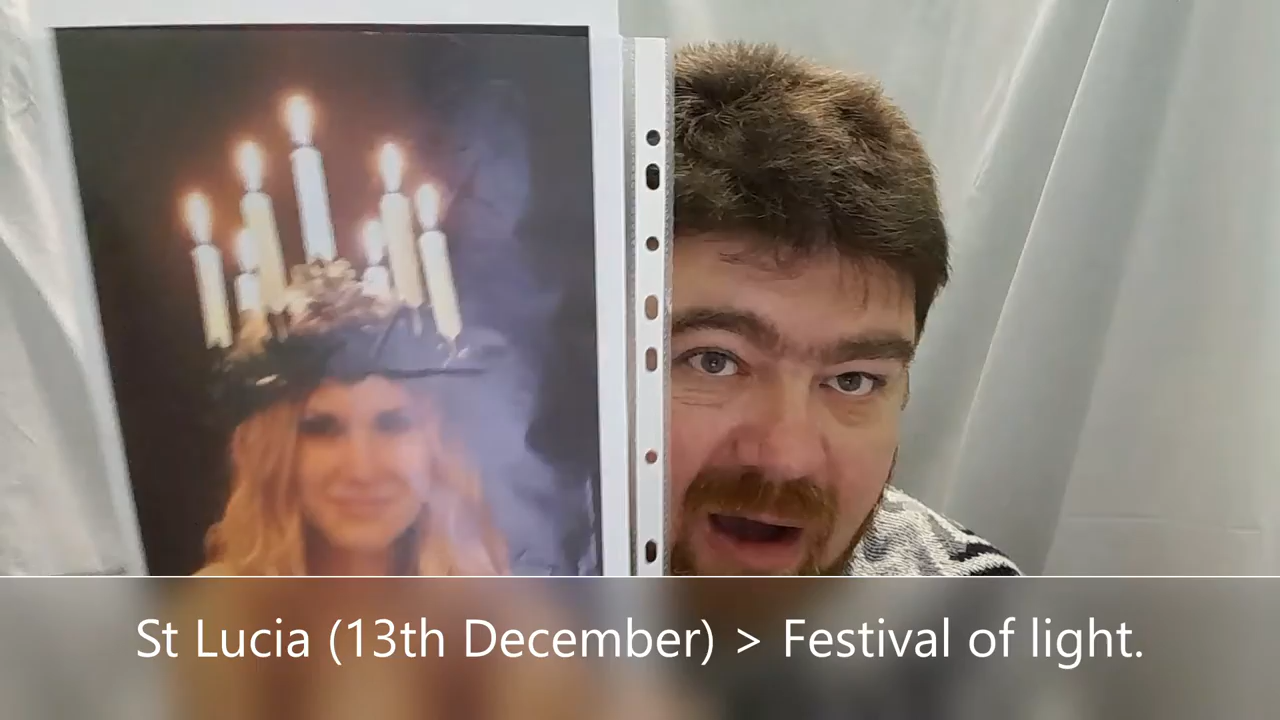 St Lucia (13th December) > Festival of light.